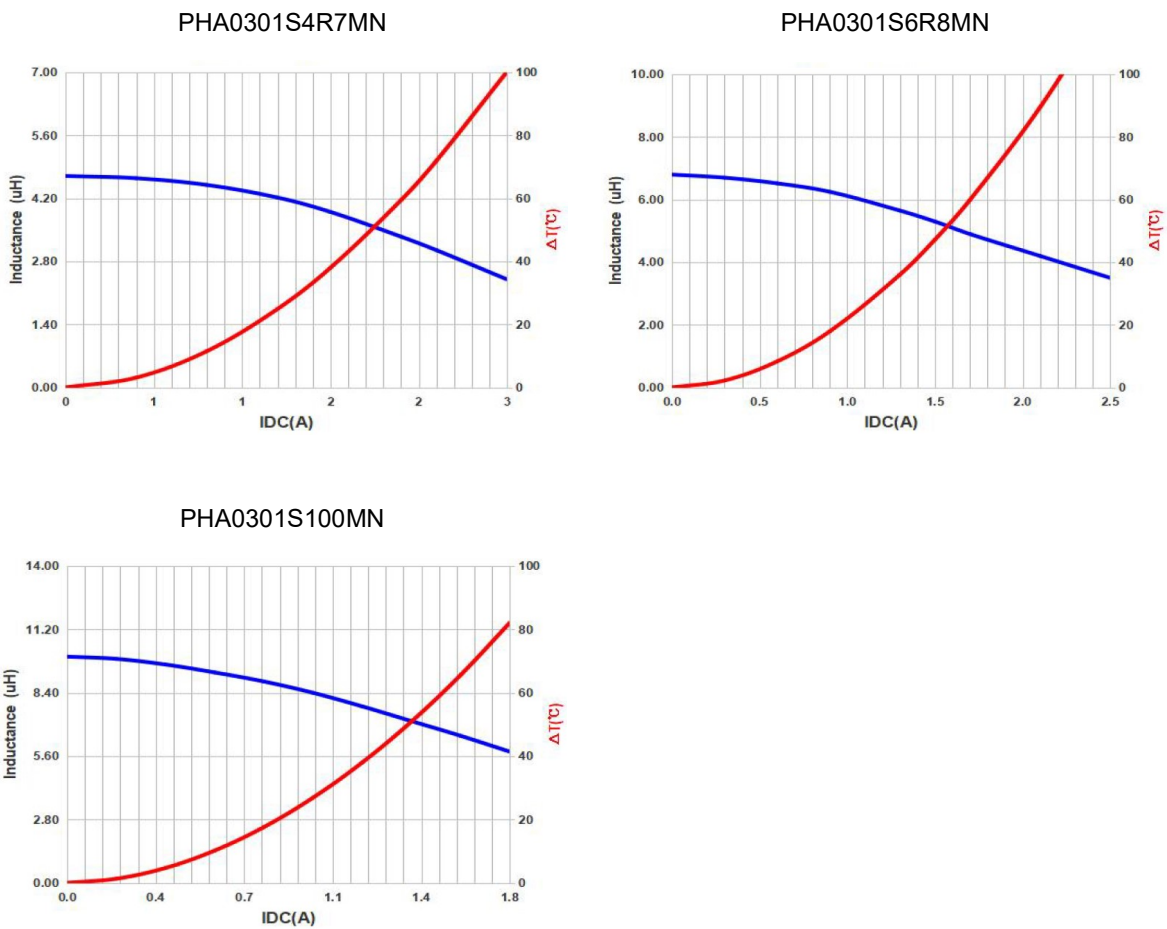 PHA0301S4R7MN
PHA0301S6R8MN
7.00
5.60
4.20
2.80
1.40
0.00
Inductance (uH)
100
80
60
40
20
0
ΔT(℃)
0 1 1 2 2 3
IDC(A)
10.00
8.00
6.00
4.00
2.00
0.00
Inductance (uH)
100
80
60
40
20
0
ΔT(℃)
0.0 0.5 1.0 1.5 2.0 2.5
IDC(A)
PHA0301S100MN
14.00
11.20
8.40
5.60
2.80
0.00
Inductance (uH)
100
80
60
40
20
0
ΔT(℃)
0.0 0.4 0.7 1.1 1.4 1.8
IDC(A)